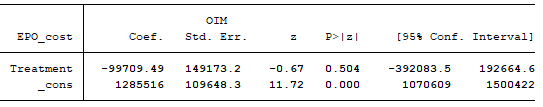 OIM
EPO_cost Coef. Std. Err. z P>|z| [95% Conf. Interval]
Treatment -99709.49 149173.2 -0.67 0.504 -392083.5 192664.6
_cons 1285516 109648.3 11.72 0.000 1070609 1500422